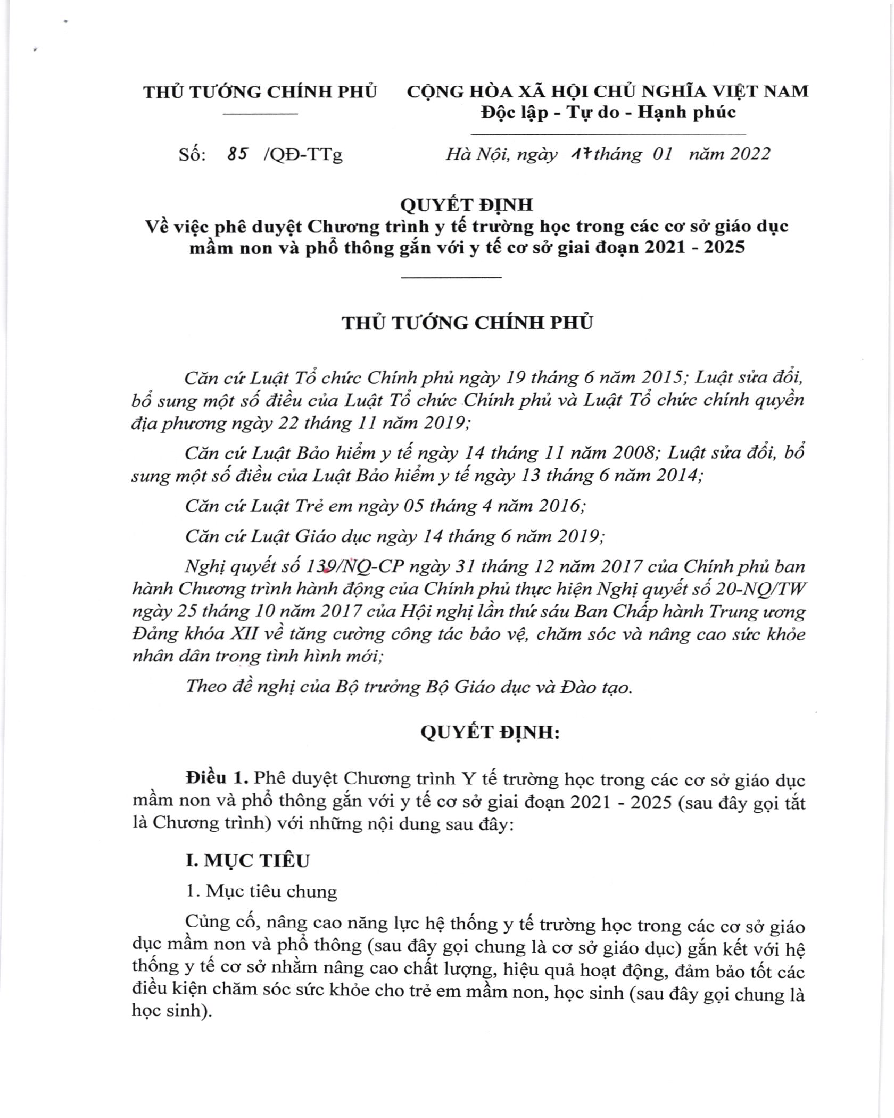 THỦ TƯỚNG CHÍNH PHỦ
CỘNG HÒA XÃ HỘI CHỦ NGHĨA VIỆT NAM
Độc lập - Tự do - Hạnh phúc
Số: 85 /QĐ-TTg
Hà Nội, ngày 17 tháng 01 năm 2022
QUYẾT ĐỊNH
Về việc phê duyệt Chương trình y tế trường học trong các cơ sở giáo dục
mầm non và phổ thông gắn với y tế cơ sở giai đoạn 2021 - 2025
THỦ TƯỚNG CHÍNH PHỦ
Căn cứ Luật Tổ chức Chính phủ ngày 19 tháng 6 năm 2015; Luật sửa đổi,
bổ sung một số điều của Luật Tổ chức Chính phủ và Luật Tổ chức chính quyền
địa phương ngày 22 tháng 11 năm 2019;
Căn cứ Luật Bảo hiểm y tế ngày 14 tháng 11 năm 2008; Luật sửa đổi, bổ
sung một số điều của Luật Bảo hiểm y tế ngày 13 tháng 6 năm 2014;
Căn cứ Luật Trẻ em ngày 05 tháng 4 năm 2016;
Căn cứ Luật Giáo dục ngày 14 tháng 6 năm 2019;
Nghị quyết số 139/NQ-CP ngày 31 tháng 12 năm 2017 của Chính phủ ban
hành Chương trình hành động của Chính phủ thực hiện Nghị quyết số 20-NQ/TW
ngày 25 tháng 10 năm 2017 của Hội nghị lần thứ sáu Ban Chấp hành Trung ương
Đảng khóa XII về tăng cường công tác bảo vệ, chăm sóc và nâng cao sức khỏe
nhân dân trong tình hình mới;
Theo đề nghị của Bộ trưởng Bộ Giáo dục và Đào tạo.
QUYẾT ĐỊNH:
Điều 1. Phê duyệt Chương trình Y tế trường học trong các cơ sở giáo dục
mầm non và phổ thông gắn với y tế cơ sở giai đoạn 2021 - 2025 (sau đây gọi tắt
là Chương trình) với những nội dung sau đây:
I. MỤC TIÊU
1. Mục tiêu chung
Củng cố, nâng cao năng lực hệ thống y tế trường học trong các cơ sở giáo
dục mầm non và phổ thông (sau đây gọi chung là cơ sở giáo dục) gắn kết với hệ
thống y tế cơ sở nhằm nâng cao chất lượng, hiệu quả hoạt động, đảm bảo tốt các
điều kiện chăm sóc sức khỏe cho trẻ em mầm non, học sinh (sau đây gọi chung là
học sinh).